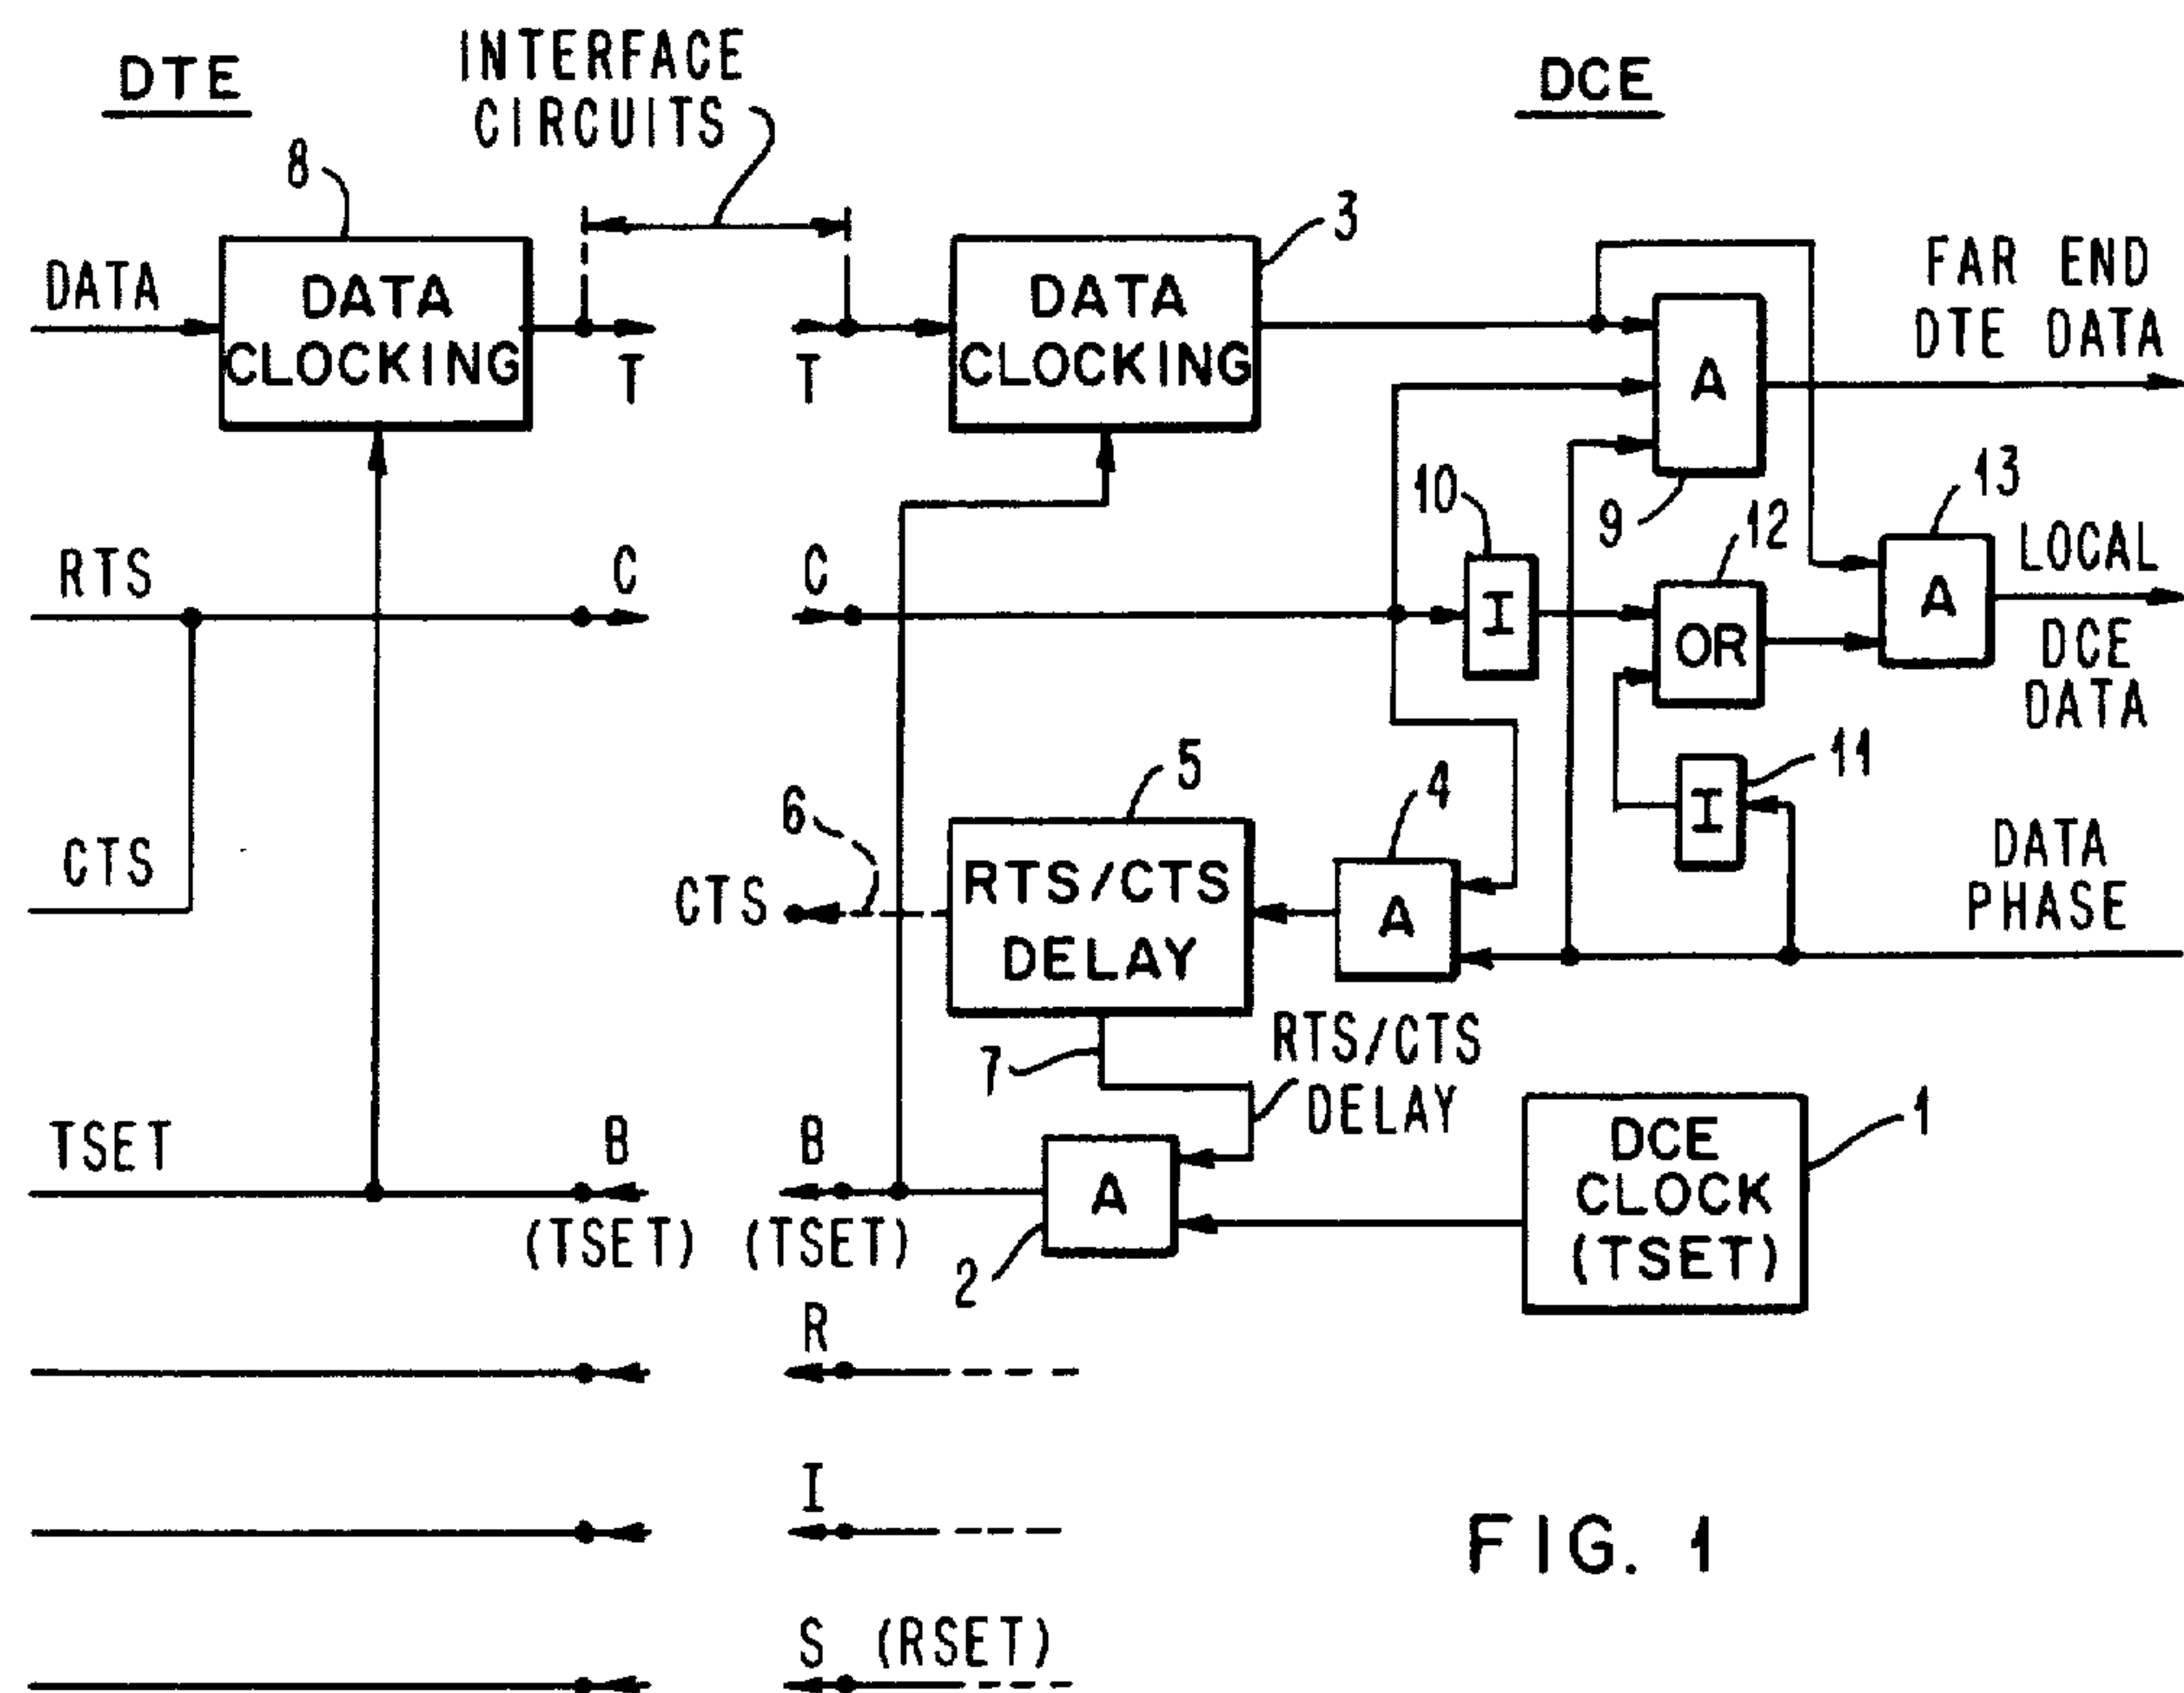 DTE
INTERFACE
CIRCUITS
DCE
8
3
DATA
DATA
CLOCKING
T
T
DATA
CLOCKING
A
FAR END
DTE DATA
10
9
12
13
RTS
C
C
I
OR
A
LOCAL
DCE
DATA
5
4
11
6
I
CTS
CTS
RTS/CTS
DELAY
A
DATA
PHASE
7
RTS/CTS
DELAY
1
TSET
B
(TSET)
B
(TSET)
A
2
DCE
CLOCK
(TSET)
R
I
S (RSET)
FIG. 1